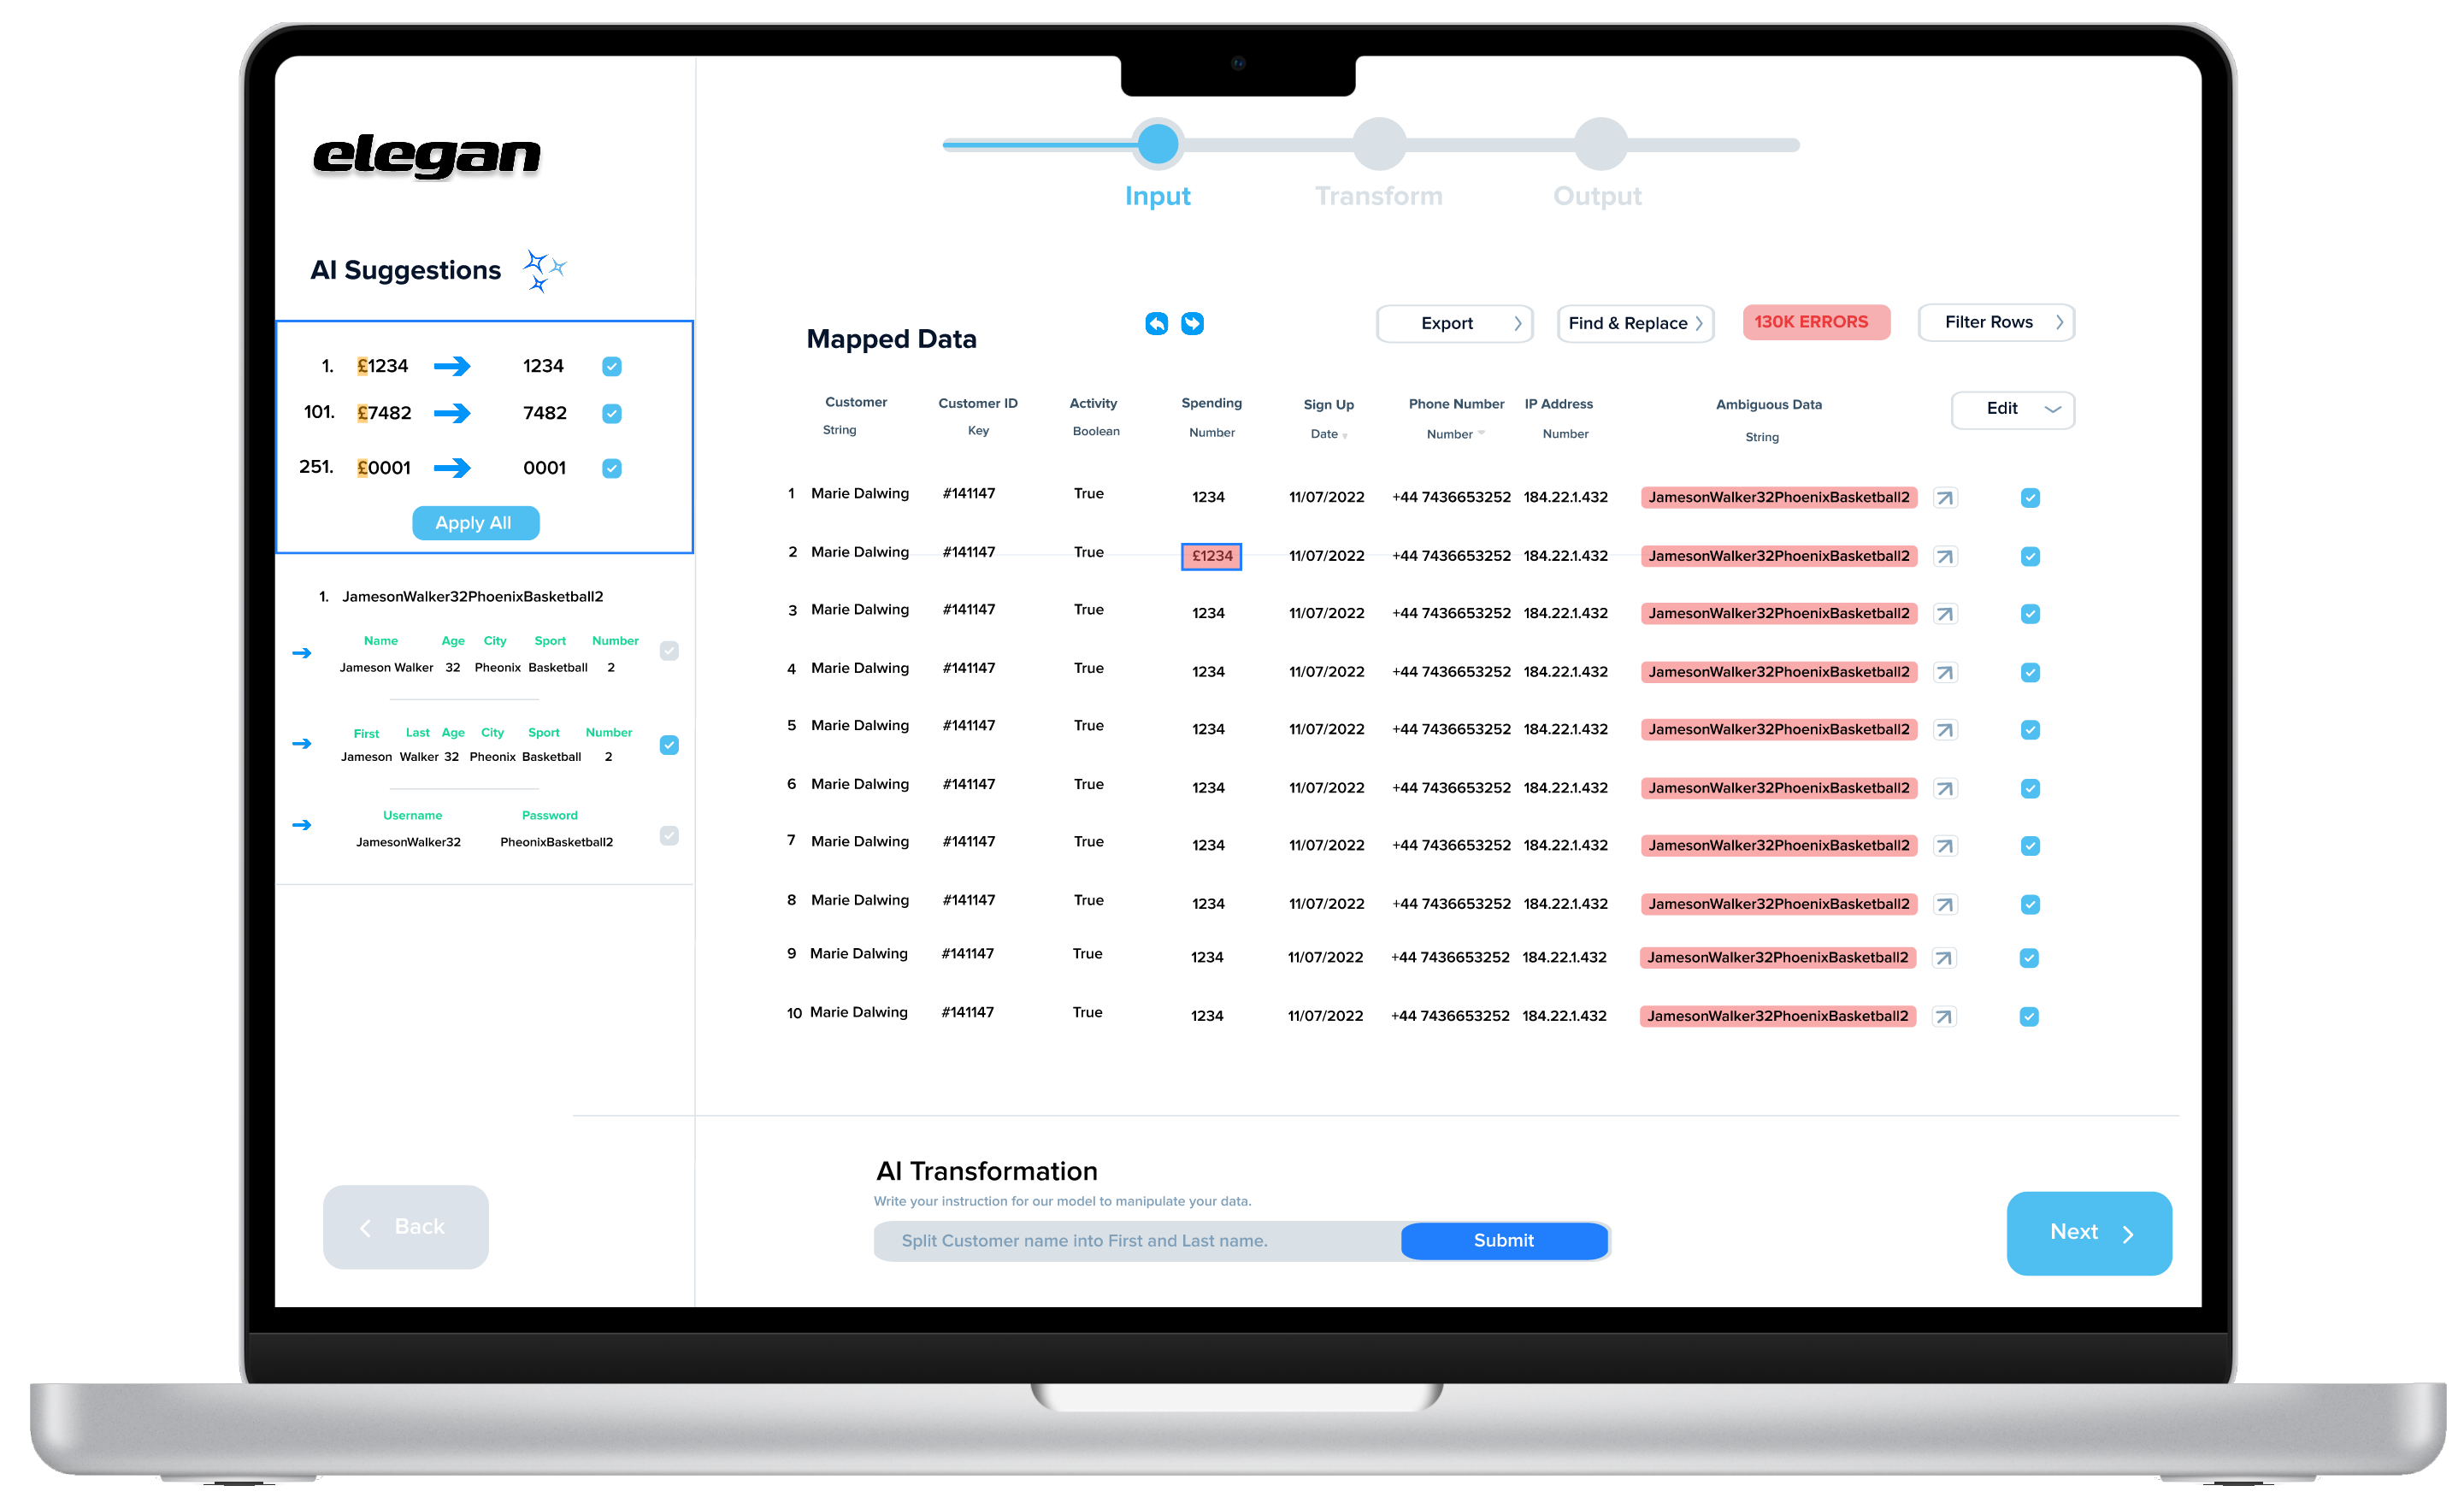 elegan
Input Transform Output
AI Suggestions
1. £1234 1234
101. £7482 7482
251. £0001 0001
Apply All
1. JamesonWalker32PhoenixBasketball2
Name Age City Sport Number
Jameson Walker 32 Pheonix Basketball 2
First Last Age City Sport Number
Jameson Walker 32 Pheonix Basketball 2
Username Password
JamesonWalker32 PheonixBasketball2
Back
Mapped Data
Export Find & Replace 130K ERRORS Filter Rows
Customer Customer ID Activity Spending Sign Up Phone Number IP Address Ambiguous Data Edit
String Key Boolean Number Date Number Number String
1 Marie Dalwing #141147 True 1234 11/07/2022 +44 7436653252 184.22.1.432 JamesonWalker32PhoenixBasketball2
2 Marie Dalwing #141147 True £1234 11/07/2022 +44 7436653252 184.22.1.432 JamesonWalker32PhoenixBasketball2
3 Marie Dalwing #141147 True 1234 11/07/2022 +44 7436653252 184.22.1.432 JamesonWalker32PhoenixBasketball2
4 Marie Dalwing #141147 True 1234 11/07/2022 +44 7436653252 184.22.1.432 JamesonWalker32PhoenixBasketball2
5 Marie Dalwing #141147 True 1234 11/07/2022 +44 7436653252 184.22.1.432 JamesonWalker32PhoenixBasketball2
6 Marie Dalwing #141147 True 1234 11/07/2022 +44 7436653252 184.22.1.432 JamesonWalker32PhoenixBasketball2
7 Marie Dalwing #141147 True 1234 11/07/2022 +44 7436653252 184.22.1.432 JamesonWalker32PhoenixBasketball2
8 Marie Dalwing #141147 True 1234 11/07/2022 +44 7436653252 184.22.1.432 JamesonWalker32PhoenixBasketball2
9 Marie Dalwing #141147 True 1234 11/07/2022 +44 7436653252 184.22.1.432 JamesonWalker32PhoenixBasketball2
10 Marie Dalwing #141147 True 1234 11/07/2022 +44 7436653252 184.22.1.432 JamesonWalker32PhoenixBasketball2
AI Transformation
Write your instruction for our model to manipulate your data.
Split Customer name into First and Last name. Submit
Next